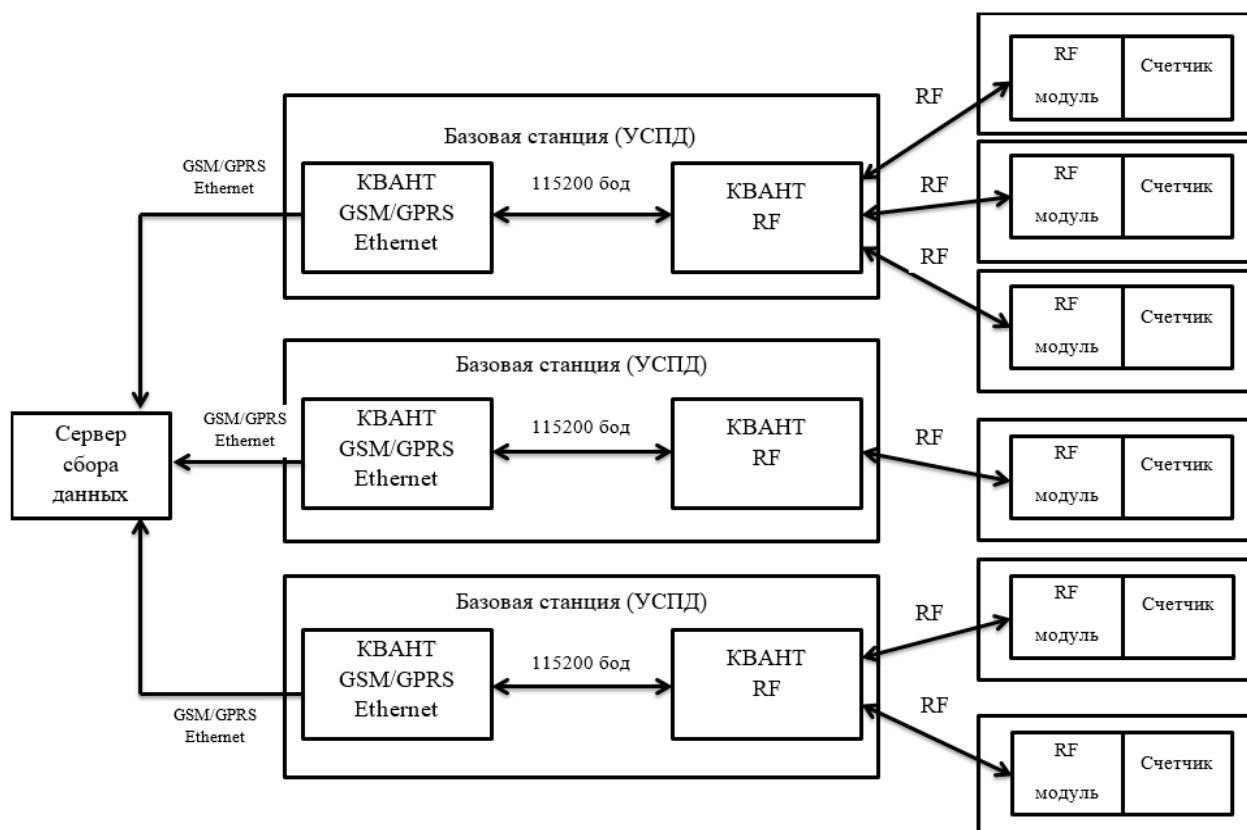 RF
модуль
Счетчик
RF
Базовая станция (УСПД)
GSM/GPRS
Ethernet
КВАНТ
GSM/GPRS
Ethernet
115200 бод
КВАНТ
RF
RF
RF
модуль
Счетчик
RF
RF
модуль
Счетчик
Базовая станция (УСПД)
GSM/GPRS
Ethernet
КВАНТ
GSM/GPRS
Ethernet
115200 бод
КВАНТ
RF
RF
RF
модуль
Счетчик
Сервер
сбора
данных
Базовая станция (УСПД)
КВАНТ
GSM/GPRS
Ethernet
115200 бод
КВАНТ
RF
RF
RF
модуль
Счетчик
GSM/GPRS
Ethernet
RF
RF
модуль
Счетчик